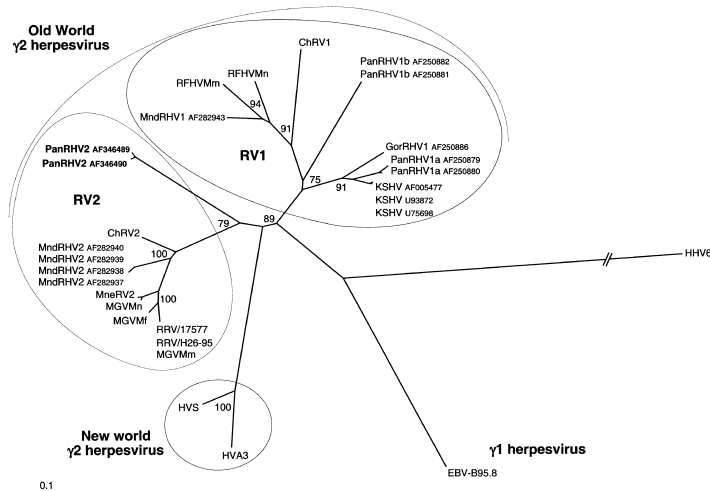 Old World
γ2 herpesvirus
ChRV1
PanRHV1b AF250882
PanRHV1b AF250881
RFHVMn
RFHVMm
94
MndRHV1 AF282943
91
RV1
GorRHV1 AF250886
PanRHV1a AF250879
PanRHV1a AF250880
75
91
KSHV AF005477
KSHV U93872
KSHV U75698
PanRHV2 AF346489
PanRHV2 AF346490
RV2
79
89
ChRV2
MndRHV2 AF282940
MndRHV2 AF282939
MndRHV2 AF282938
MndRHV2 AF282937
100
HHV6
MneRV2
100
MGVMn
MGVMf
RRV/17577
RRV/H26-95
MGVMm
HVS
100
HVA3
New world
γ2 herpesvirus
γ1 herpesvirus
EBV-B95.8
0.1